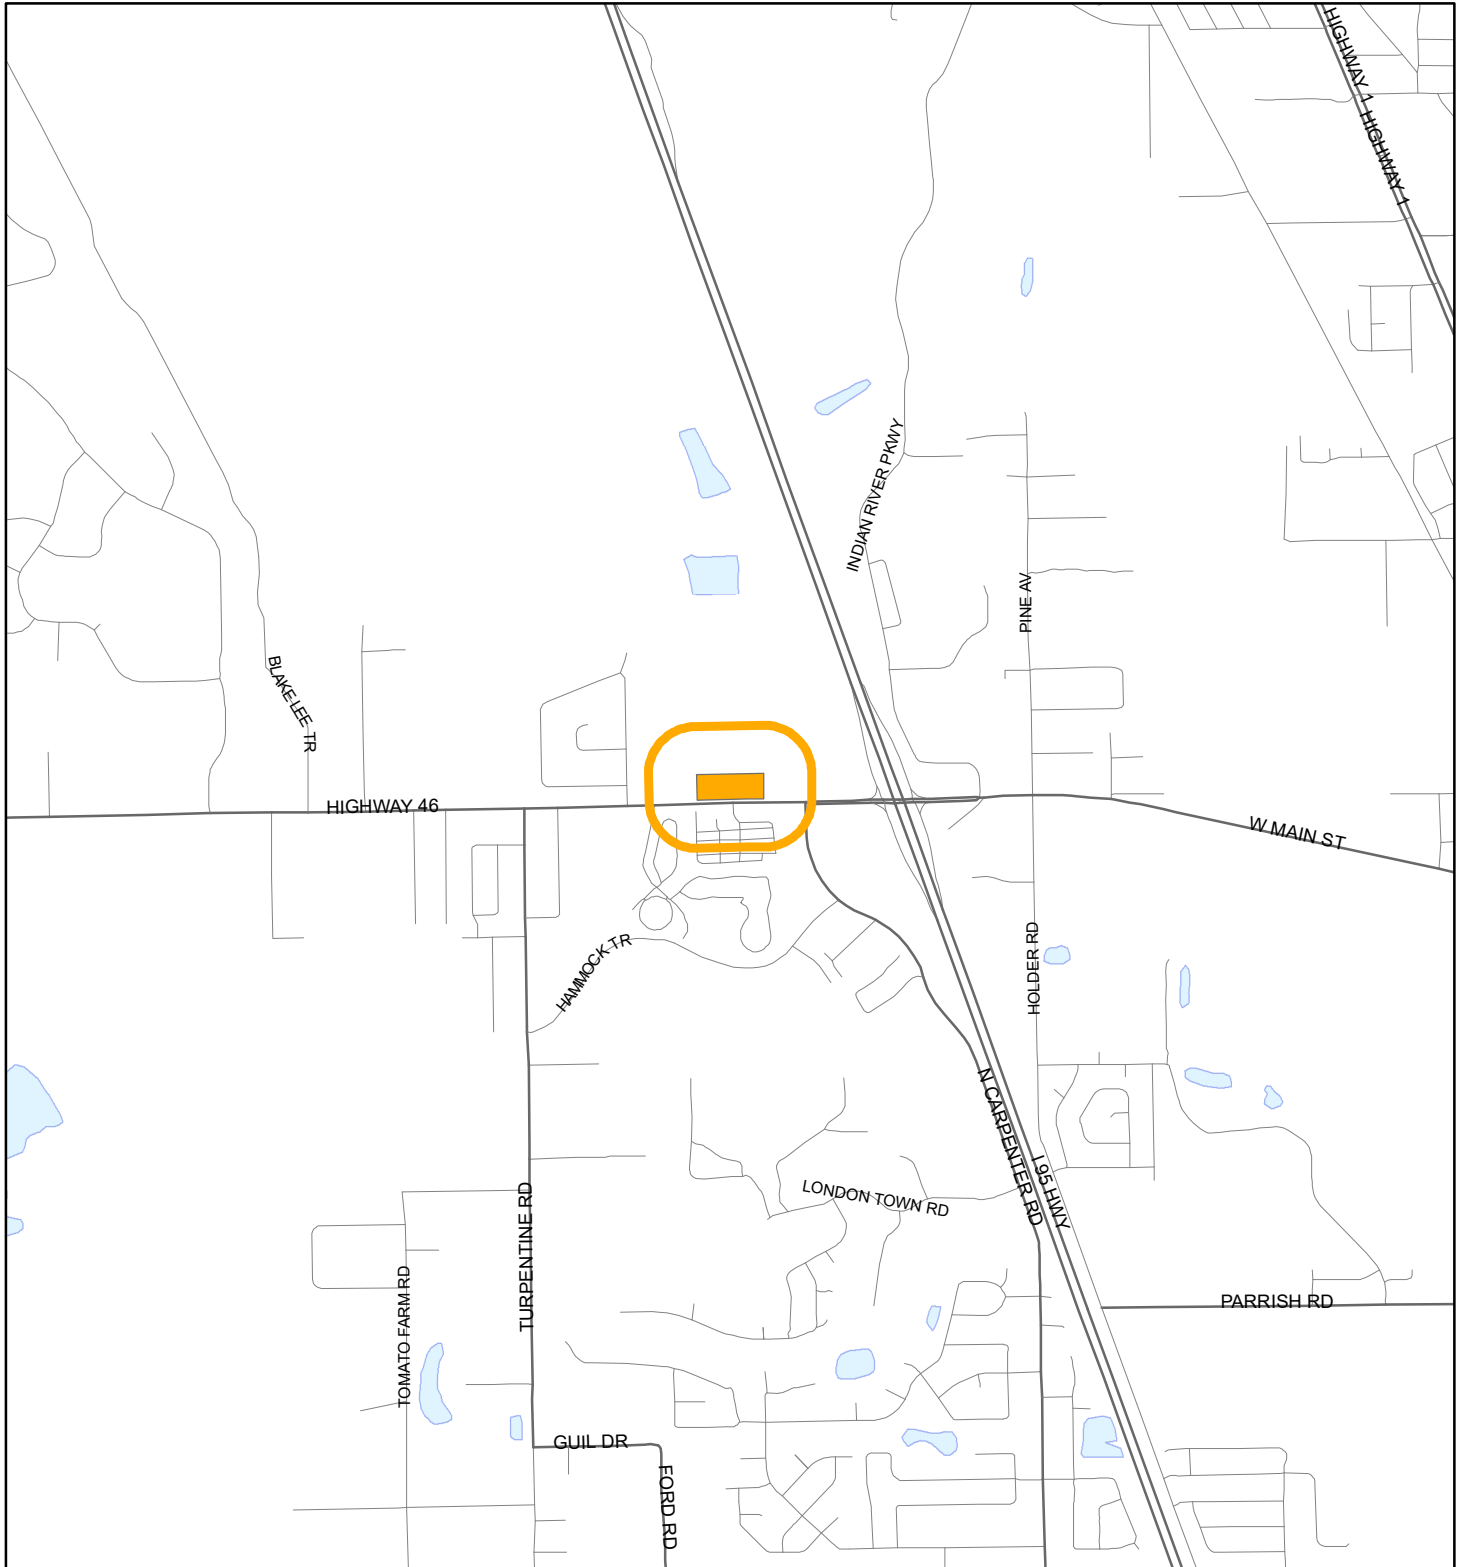 HIGHWAY 1 HIGHWAY 1
INDIAN RIVER PKWY
PINE AV
BLAKE LEE TR
HIGHWAY 46
W MAIN ST
HAMMOCK TR
HOLDER RD
N CARPENTER RD
I 95 HWY
LONDON TOWN RD
TURPENTINE RD
TOMATO FARM RD
PARRISH RD
GUIL DR
FORD RD